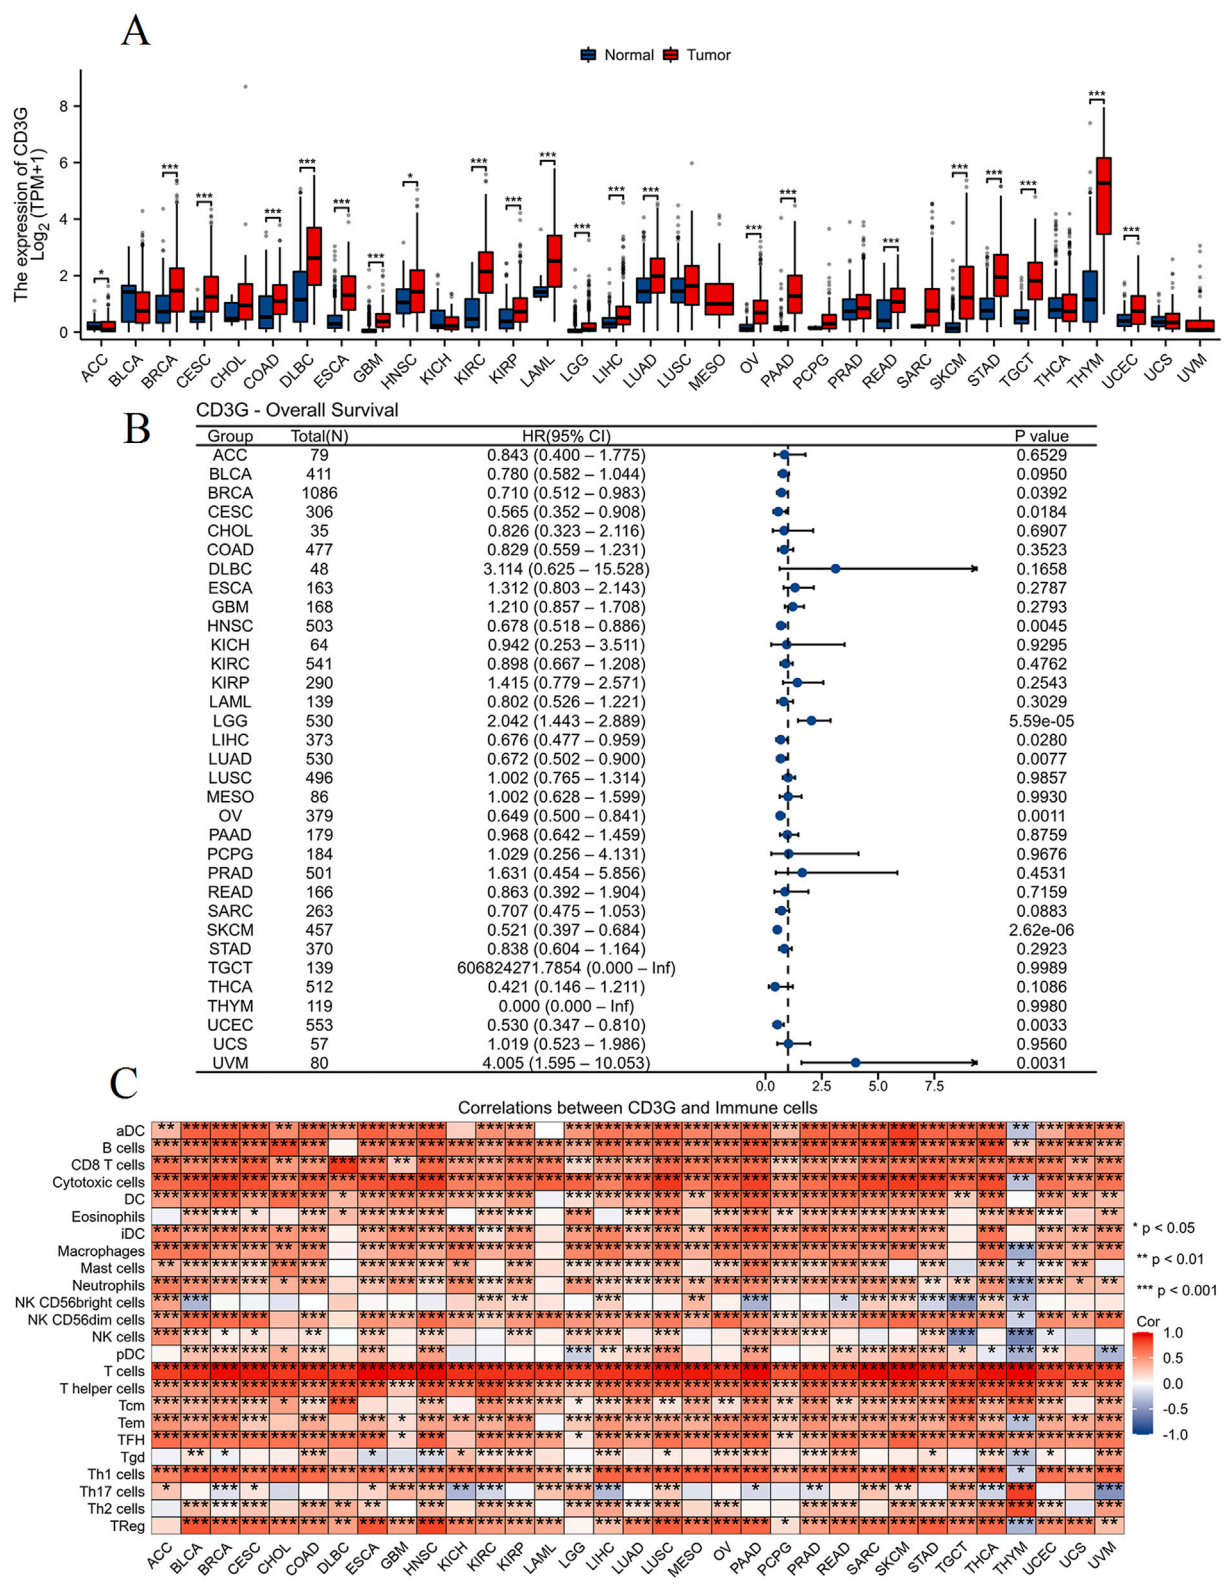 A
Normal Tumor
The expression of CD3G
Log2 (TPM+1)
8
6
4
2
0
ACC BLCA BRCA CESC CHOL COAD DLBC ESCA GBM HNSC KICH KIRC KIRP LAML LGG LIHC LUAD LUSC MESO OV PAAD PCPG PRAD READ SARC SKCM STAD TGCT THCA THYM UCEC UCS UVM
B
CD3G - Overall Survival
Group Total(N) HR(95% CI) P value
ACC 79 0.843 (0.400 – 1.775) 0.6529
BLCA 411 0.780 (0.582 – 1.044) 0.0950
BRCA 1086 0.710 (0.512 – 0.983) 0.0392
CESC 306 0.565 (0.352 – 0.908) 0.0184
CHOL 35 0.826 (0.323 – 2.116) 0.6907
COAD 477 0.829 (0.559 – 1.231) 0.3523
DLBC 48 3.114 (0.625 – 15.528) 0.1658
ESCA 163 1.312 (0.803 – 2.143) 0.2787
GBM 168 1.210 (0.857 – 1.708) 0.2793
HNSC 503 0.678 (0.518 – 0.886) 0.0045
KICH 64 0.942 (0.253 – 3.511) 0.9295
KIRC 541 0.898 (0.667 – 1.208) 0.4762
KIRP 290 1.415 (0.779 – 2.571) 0.2543
LAML 139 0.802 (0.526 – 1.221) 0.3029
LGG 530 2.042 (1.443 – 2.889) 5.59e-05
LIHC 373 0.676 (0.477 – 0.959) 0.0280
LUAD 530 0.672 (0.502 – 0.900) 0.0077
LUSC 496 1.002 (0.765 – 1.314) 0.9857
MESO 86 1.002 (0.628 – 1.599) 0.9930
OV 379 0.649 (0.500 – 0.841) 0.0011
PAAD 179 0.968 (0.642 – 1.459) 0.8759
PCPG 184 1.029 (0.256 – 4.131) 0.9676
PRAD 501 1.631 (0.454 – 5.856) 0.4531
READ 166 0.863 (0.392 – 1.904) 0.7159
SARC 263 0.707 (0.475 – 1.053) 0.0883
SKCM 457 0.521 (0.397 – 0.684) 2.62e-06
STAD 370 0.838 (0.604 – 1.164) 0.2923
TGCT 139 606824271.7854 (0.000 – Inf) 0.9989
THCA 512 0.421 (0.146 – 1.211) 0.1086
THYM 119 0.000 (0.000 – Inf) 0.9980
UCEC 553 0.530 (0.347 – 0.810) 0.0033
UCS 57 1.019 (0.523 – 1.986) 0.9560
UVM 80 4.005 (1.595 – 10.053) 0.0031
0.0 2.5 5.0 7.5
C
Correlations between CD3G and Immune cells
aDC
B cells
CD8 T cells
Cytotoxic cells
DC
Eosinophils
iDC
Macrophages
Mast cells
Neutrophils
NK CD56bright cells
NK CD56dim cells
NK cells
pDC
T cells
T helper cells
Tcm
Tem
TFH
Tgd
Th1 cells
Th17 cells
Th2 cells
TReg
* p < 0.05
** p < 0.01
*** p < 0.001
Cor
1.0
0.5
0.0
-0.5
-1.0
ACC BLCA BRCA CESC CHOL COAD DLBC ESCA GBM HNSC KICH KIRC KIRP LAML LGG LIHC LUAD LUSC MESO OV PAAD PCPG PRAD READ SARC SKCM STAD TGCT THCA THYM UCEC UCS UVM